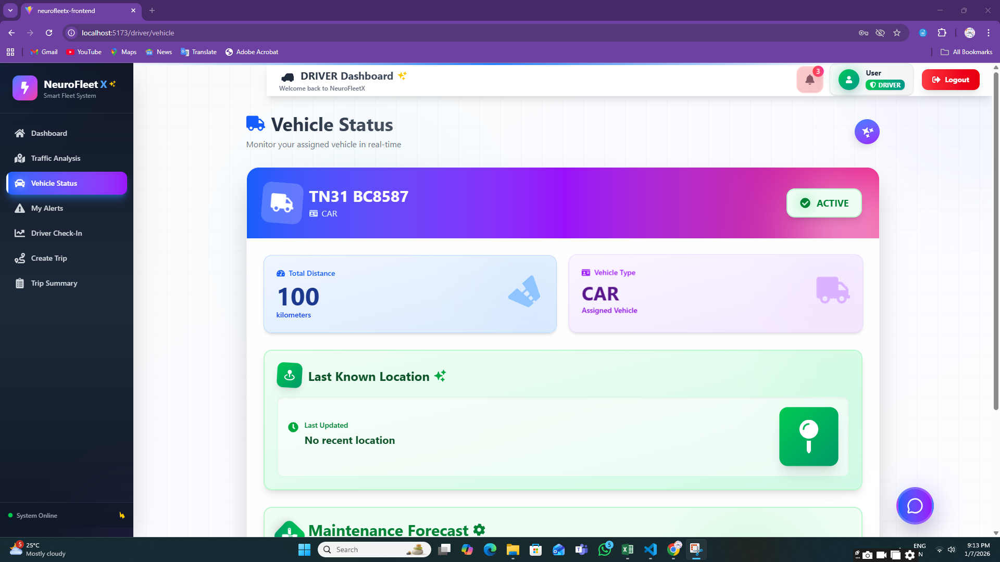 neurofleetx-frontend
localhost:5173/driver/vehicle
Gmail
YouTube
Maps
News
Translate
Adobe Acrobat
All Bookmarks
NeuroFleet X
Smart Fleet System
Dashboard
Traffic Analysis
Vehicle Status
My Alerts
Driver Check-In
Create Trip
Trip Summary
System Online
DRIVER Dashboard
Welcome back to NeuroFleetX
3
User
DRIVER
Logout
Vehicle Status
Monitor your assigned vehicle in real-time
TN31 BC8587
CAR
ACTIVE
Total Distance
100
kilometers
Vehicle Type
CAR
Assigned Vehicle
Last Known Location
Last Updated
No recent location
Maintenance Forecast
5
25°C
Mostly cloudy
Search
5
ENG
N
9:13 PM
1/7/2026